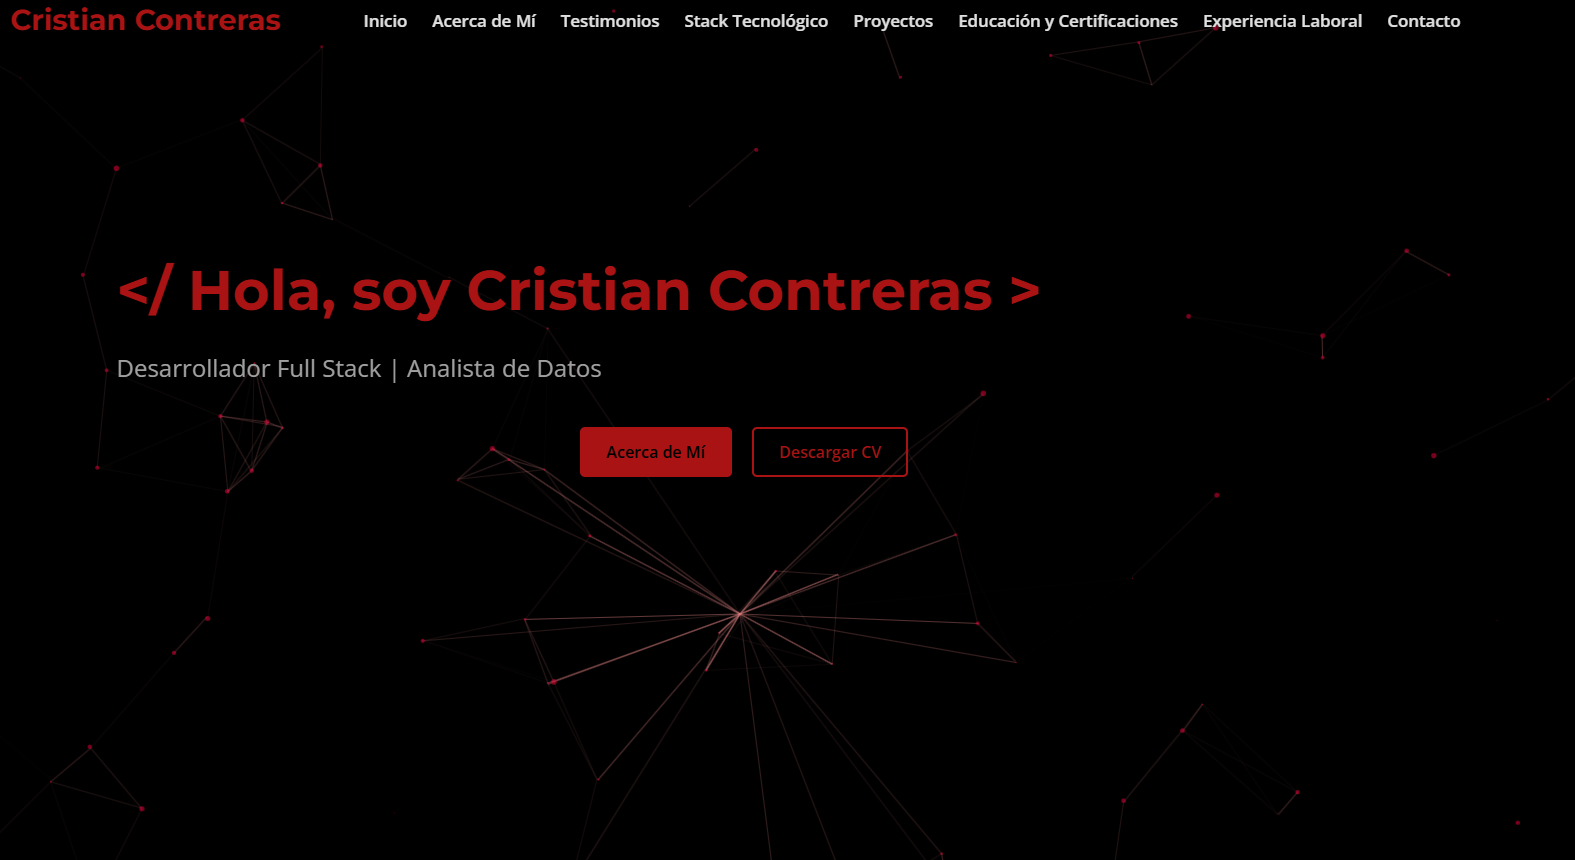 Cristian Contreras
Inicio Acerca de Mí Testimonios Stack Tecnológico Proyectos Educación y Certificaciones Experiencia Laboral Contacto
</ Hola, soy Cristian Contreras >
Desarrollador Full Stack | Analista de Datos
Acerca de Mí Descargar CV